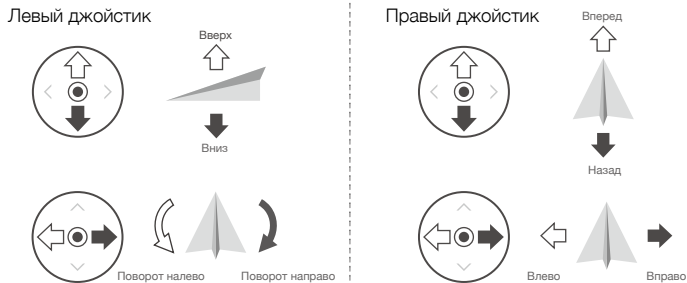 Левый джойстик
Вверх
Вниз
Поворот налево
Поворот направо
Правый джойстик
Вперед
Назад
Влево
Вправо